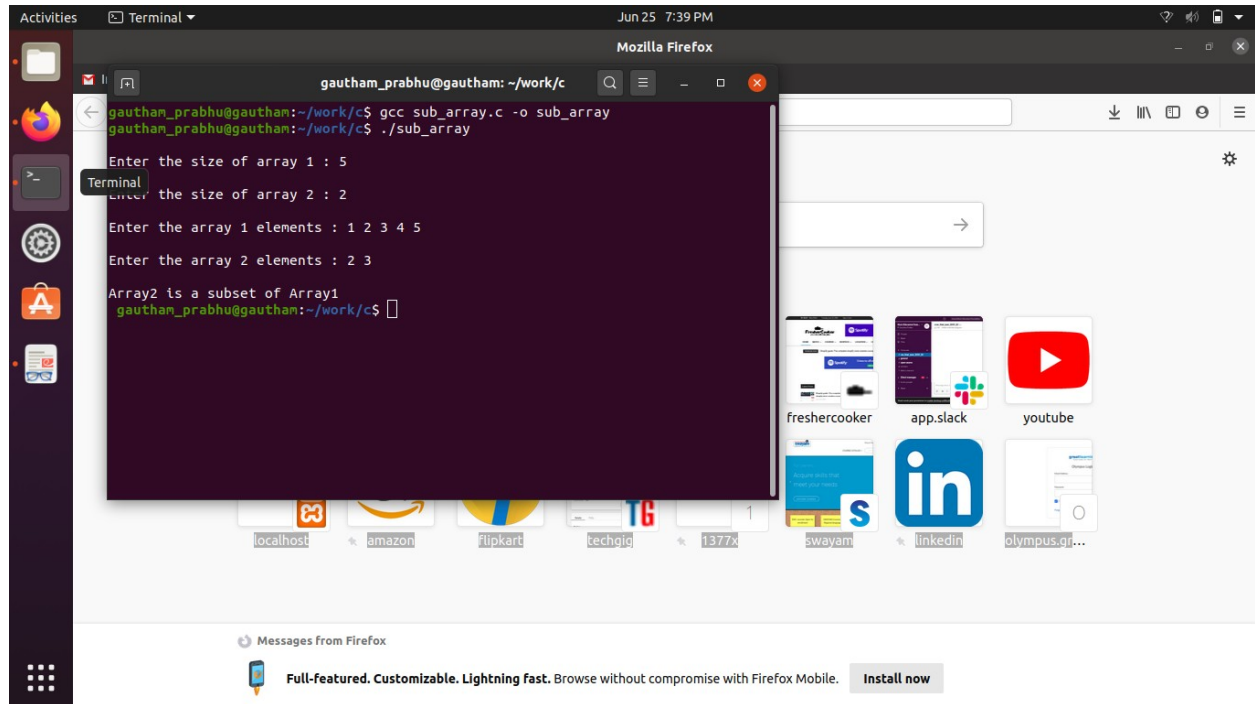 Activities
Terminal
Jun 25 7:39 PM
Mozilla Firefox
gautham_prabhu@gautham: ~/work/c
gautham_prabhu@gautham:~/work/c$ gcc sub_array.c -o sub_array
gautham_prabhu@gautham:~/work/c$ ./sub_array
Enter the size of array 1 : 5
Terminal
Enter the size of array 2 : 2
Enter the array 1 elements : 1 2 3 4 5
Enter the array 2 elements : 2 3
Array2 is a subset of Array1
gautham_prabhu@gautham:~/work/c$
freshercooker
app.slack
youtube
TG
1
S
in
O
localhost
amazon
flipkart
techgig
1377x
swayam
linkedin
olympus.gr...
Messages from Firefox
Full-featured. Customizable. Lightning fast. Browse without compromise with Firefox Mobile.
Install now